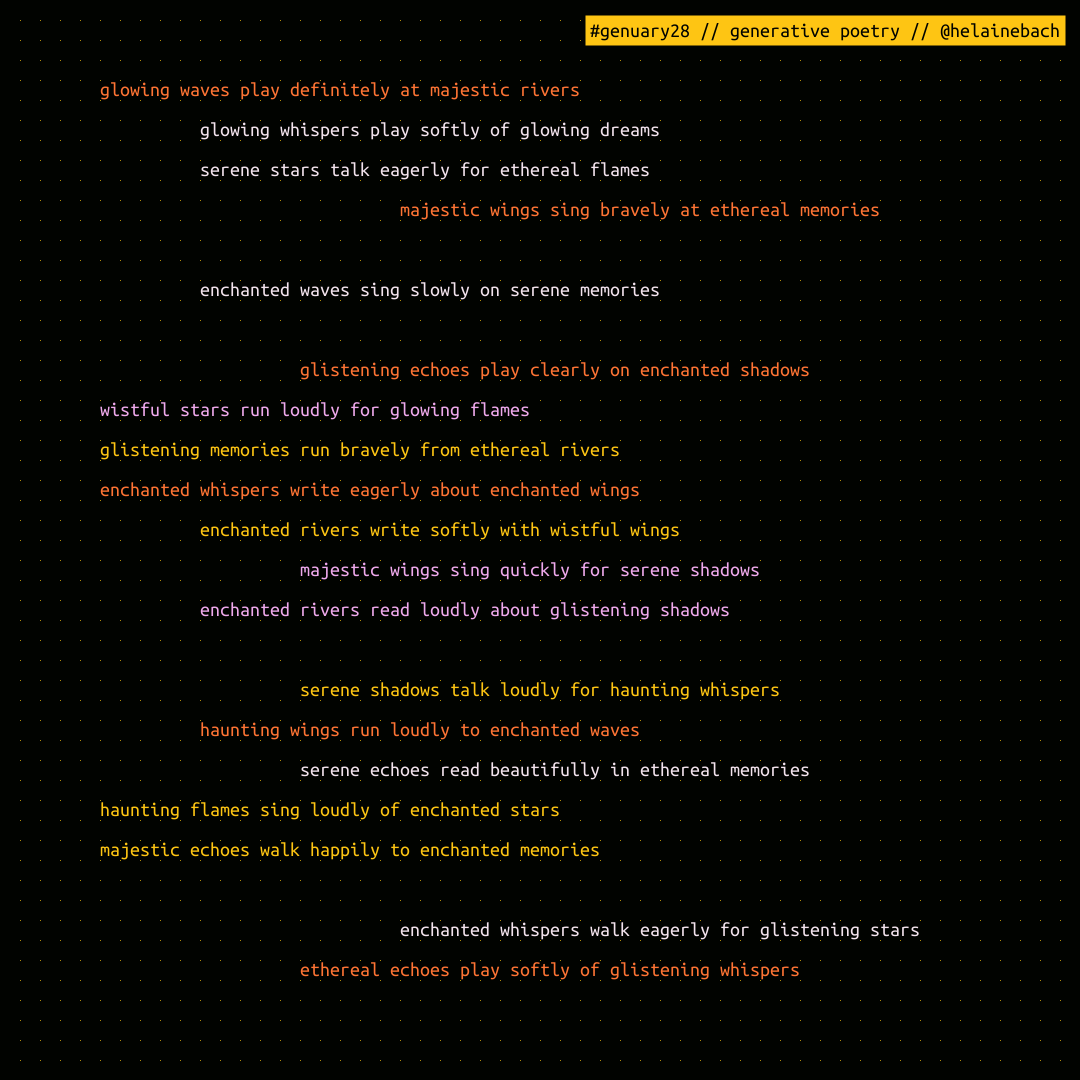 #genuary28 // generative poetry // @helainebach
glowing waves play definitely at majestic rivers
glowing whispers play softly of glowing dreams
serene stars talk eagerly for ethereal flames
majestic wings sing bravely at ethereal memories
enchanted waves sing slowly on serene memories
glistening echoes play clearly on enchanted shadows
wistful stars run loudly for glowing flames
glistening memories run bravely from ethereal rivers
enchanted whispers write eagerly about enchanted wings
enchanted rivers write softly with wistful wings
majestic wings sing quickly for serene shadows
enchanted rivers read loudly about glistening shadows
serene shadows talk loudly for haunting whispers
haunting wings run loudly to enchanted waves
serene echoes read beautifully in ethereal memories
haunting flames sing loudly of enchanted stars
majestic echoes walk happily to enchanted memories
enchanted whispers walk eagerly for glistening stars
ethereal echoes play softly of glistening whispers